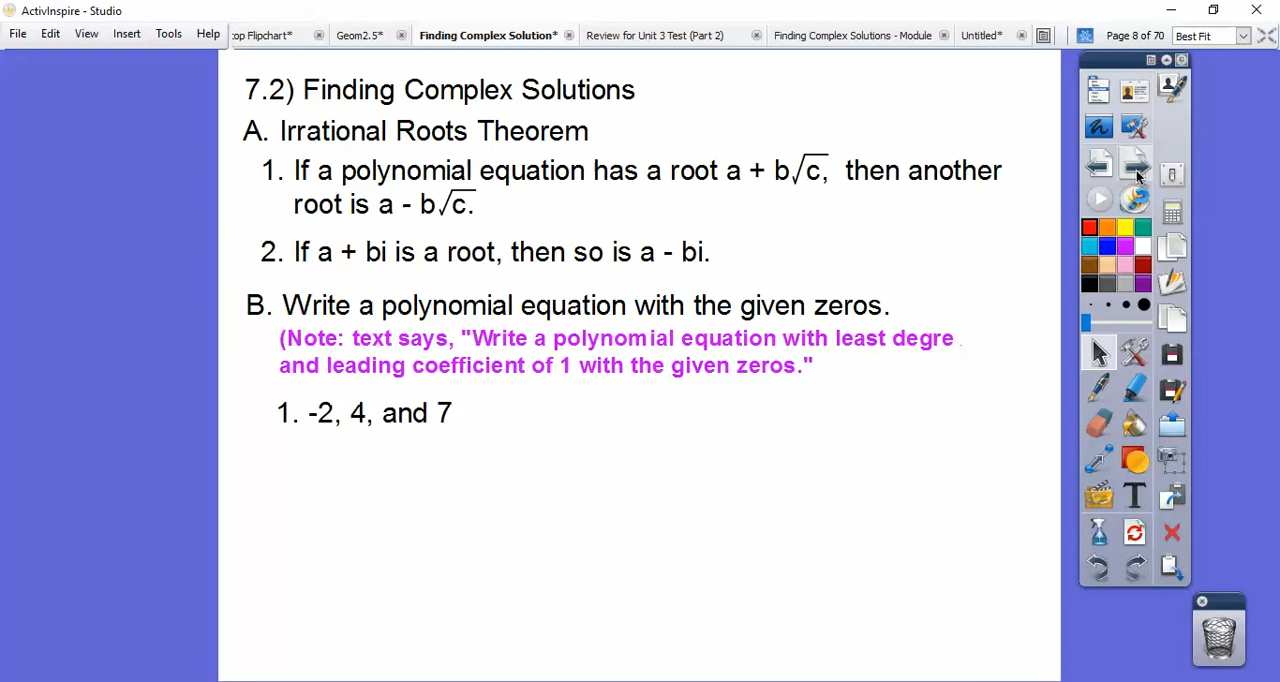 ActivInspire - Studio
File Edit View Insert Tools Help
op Flipchart* Geom2.5* Finding Complex Solution* Review for Unit 3 Test (Part 2) Finding Complex Solutions - Module Untitled* Page 8 of 70 Best Fit
7.2) Finding Complex Solutions
A. Irrational Roots Theorem
1. If a polynomial equation has a root a + b√c, then another
root is a - b√c.
2. If a + bi is a root, then so is a - bi.
B. Write a polynomial equation with the given zeros.
(Note: text says, "Write a polynomial equation with least degre
and leading coefficient of 1 with the given zeros."
1. -2, 4, and 7